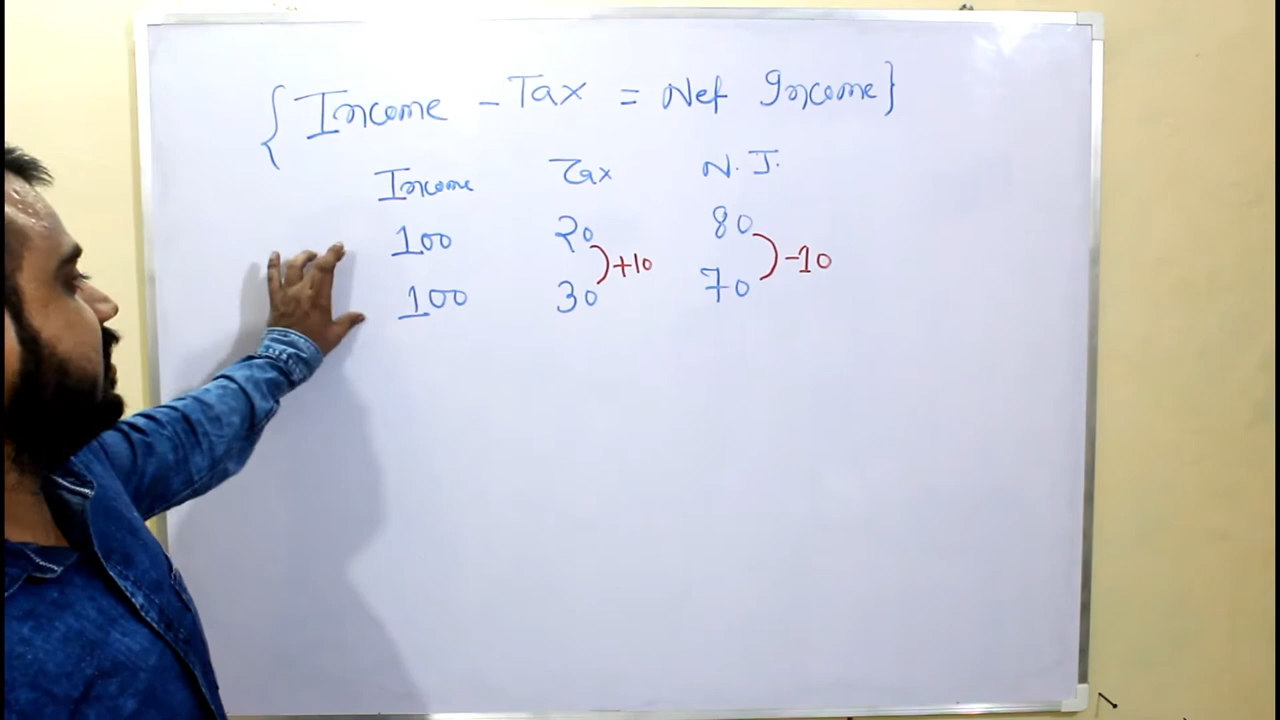 { Income - Tax = Net Income }
Income Tax N. I.
100 20 80
+10 -10
100 30 70